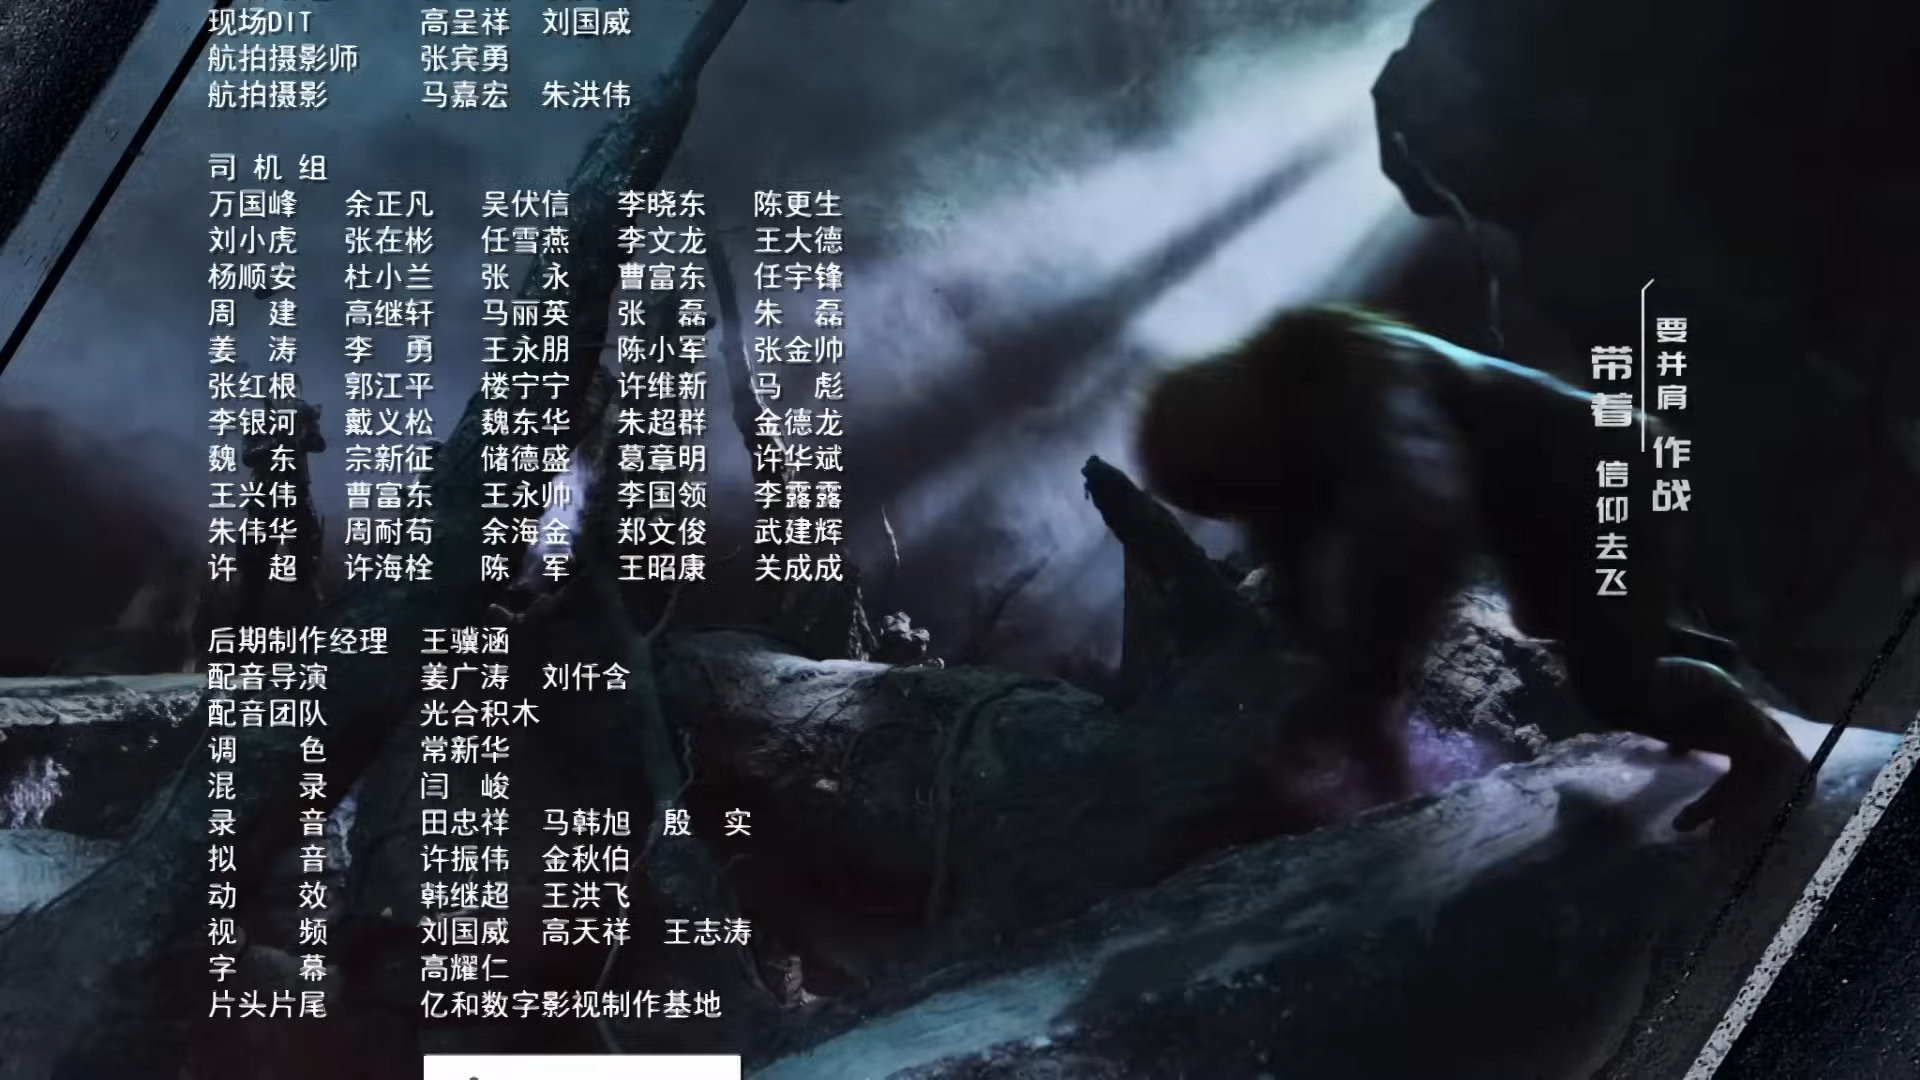 现场DIT 高呈祥 刘国威
航拍摄影师 张宾勇
航拍摄影 马嘉宏 朱洪伟
司 机 组
万国峰 余正凡 吴伏信 李晓东 陈更生
刘小虎 张在彬 任雪燕 李文龙 王大德
杨顺安 杜小兰 张 永 曹富东 任宇锋
周 建 高继轩 马丽英 张 磊 朱 磊
姜 涛 李 勇 王永朋 陈小军 张金帅
张红根 郭江平 楼宁宁 许维新 马 彪
李银河 戴义松 魏东华 朱超群 金德龙
魏 东 宗新征 储德盛 葛章明 许华斌
王兴伟 曹富东 王永帅 李国领 李露露
朱伟华 周耐苟 余海金 郑文俊 武建辉
许 超 许海栓 陈 军 王昭康 关成成
后期制作经理 王骥涵
配音导演 姜广涛 刘仟含
配音团队 光合积木
调 色 常新华
混 录 闫 峻
录 音 田忠祥 马韩旭 殷 实
拟 音 许振伟 金秋伯
动 效 韩继超 王洪飞
视 频 刘国威 高天祥 王志涛
字 幕 高耀仁
片头片尾 亿和数字影视制作基地
要并肩 作战
带着 信仰去飞